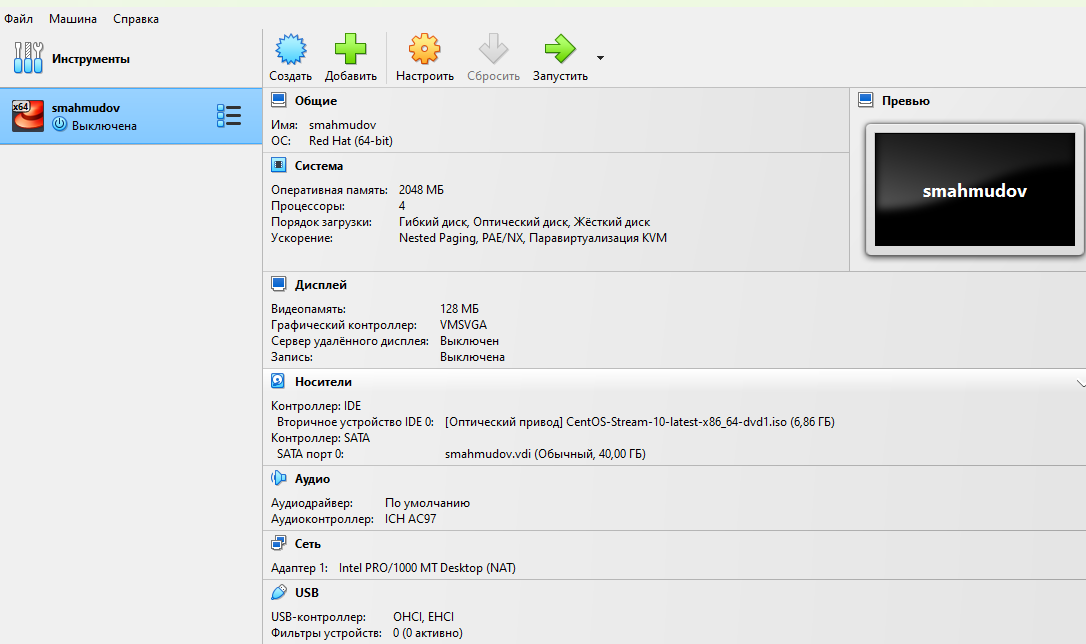 Файл Машина Справка
Инструменты
Создать Добавить Настроить Сбросить Запустить
x64 smahmudov
Выключена
Общие
Имя: smahmudov
ОС: Red Hat (64-bit)
Превью
smahmudov
Система
Оперативная память: 2048 МБ
Процессоры: 4
Порядок загрузки: Гибкий диск, Оптический диск, Жёсткий диск
Ускорение: Nested Paging, PAE/NX, Паравиртуализация KVM
Дисплей
Видеопамять: 128 МБ
Графический контроллер: VMSVGA
Сервер удалённого дисплея: Выключен
Запись: Выключена
Носители
Контроллер: IDE
Вторичное устройство IDE 0: [Оптический привод] CentOS-Stream-10-latest-x86_64-dvd1.iso (6,86 ГБ)
Контроллер: SATA
SATA порт 0: smahmudov.vdi (Обычный, 40,00 ГБ)
Аудио
Аудиодрайвер: По умолчанию
Аудиоконтроллер: ICH AC97
Сеть
Адаптер 1: Intel PRO/1000 MT Desktop (NAT)
USB
USB-контроллер: OHCI, EHCI
Фильтры устройств: 0 (0 активно)